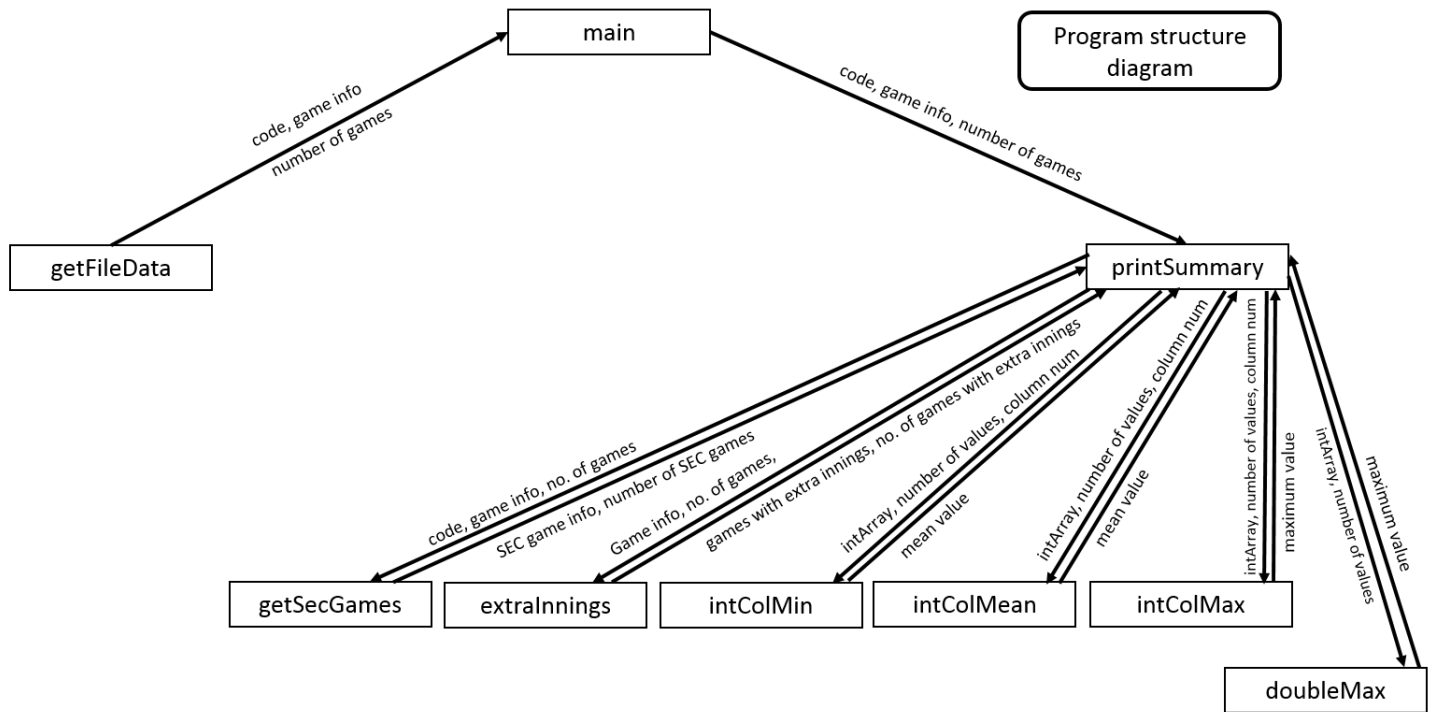 main
Program structure
diagram
code, game info
number of games
code, game info, number of games
getFileData
printSummary
code, game info, no. of games
SEC game info, number of SEC games
Game info, no. of games,
games with extra innings, no. of games with extra innings
intArray, number of values, column num
mean value
intArray, number of values, column num
mean value
intArray, number of values, column num
maximum value
intArray, number of values
maximum value
getSecGames
extraInnings
intColMin
intColMean
intColMax
doubleMax